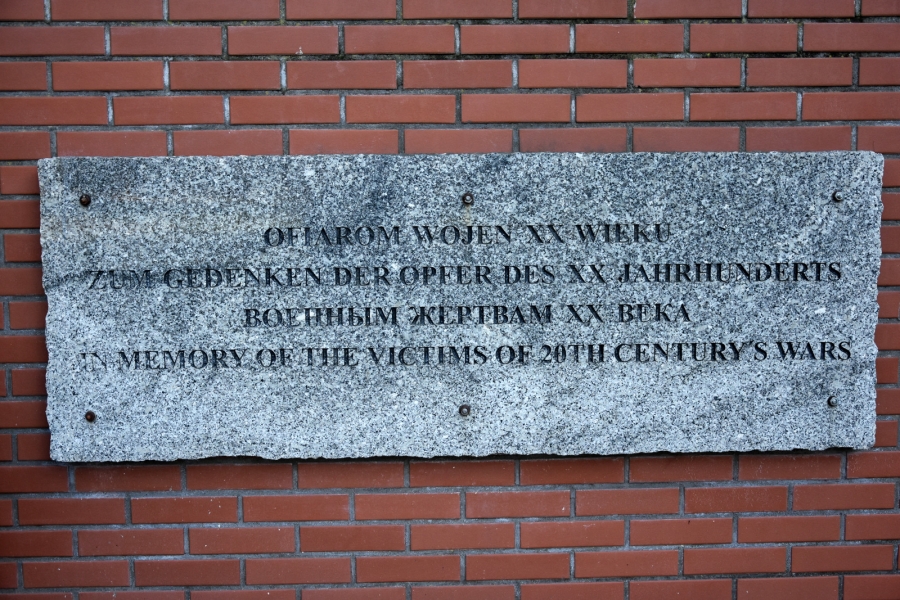 OFIAROM WOJEN XX WIEKU
ZUM GEDENKEN DER OPFER DES XX JAHRHUNDERTS
ВОЕННЫМ ЖЕРТВАМ XX ВЕКА
IN MEMORY OF THE VICTIMS OF 20TH CENTURY'S WARS